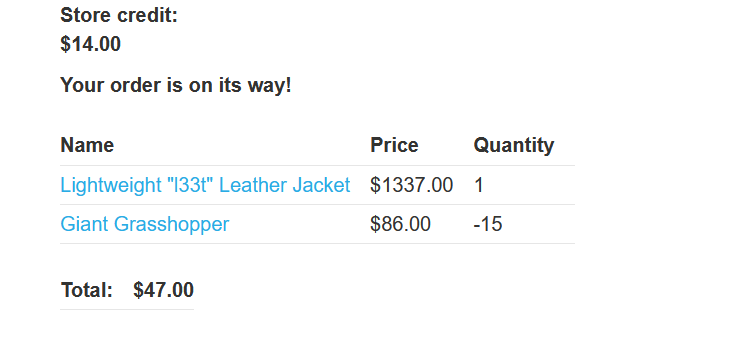 Store credit:
$14.00
Your order is on its way!
Name Price Quantity
Lightweight "l33t" Leather Jacket $1337.00 1
Giant Grasshopper $86.00 -15
Total: $47.00